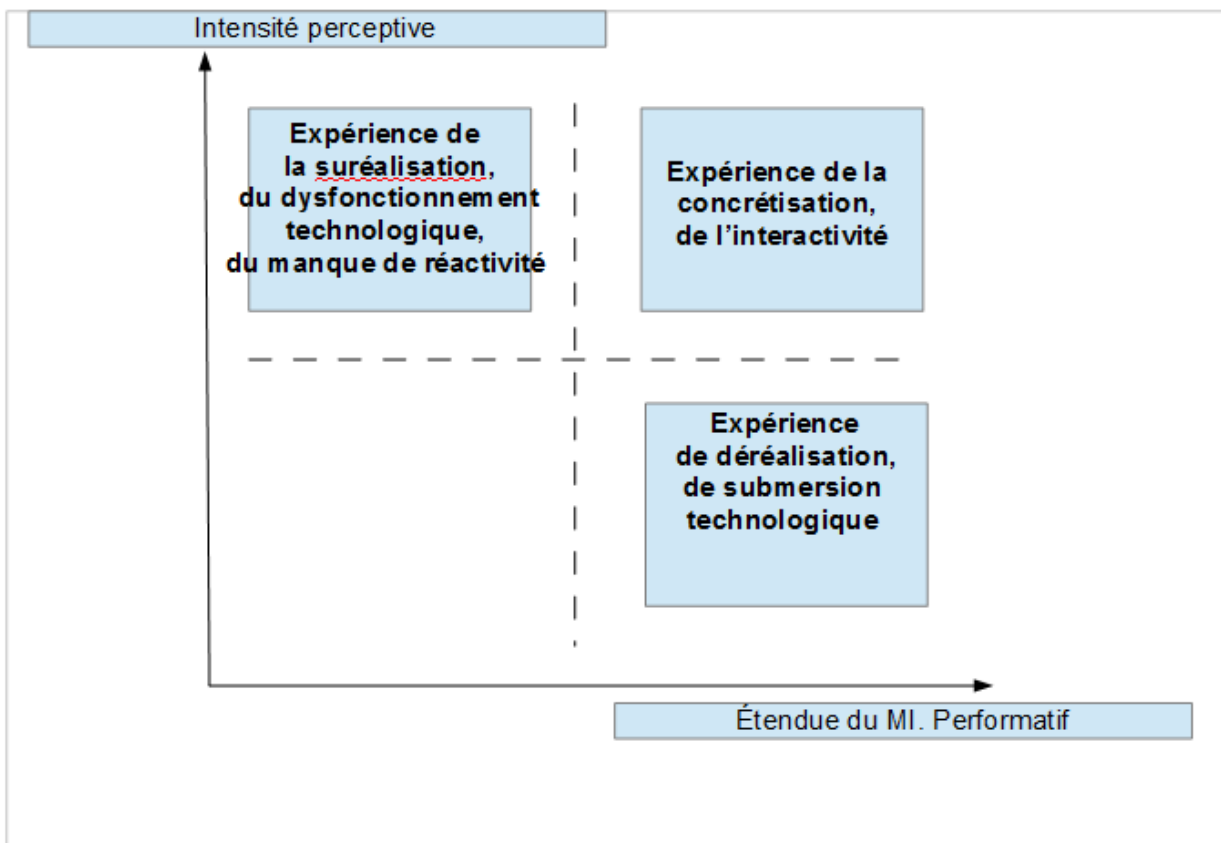 Intensité perceptive
Expérience de
la suréalisation,
du dysfonctionnement
technologique,
du manque de réactivité
Expérience de la
concrétisation,
de l’interactivité
Expérience
de déréalisation,
de submersion
technologique
Étendue du MI. Performatif